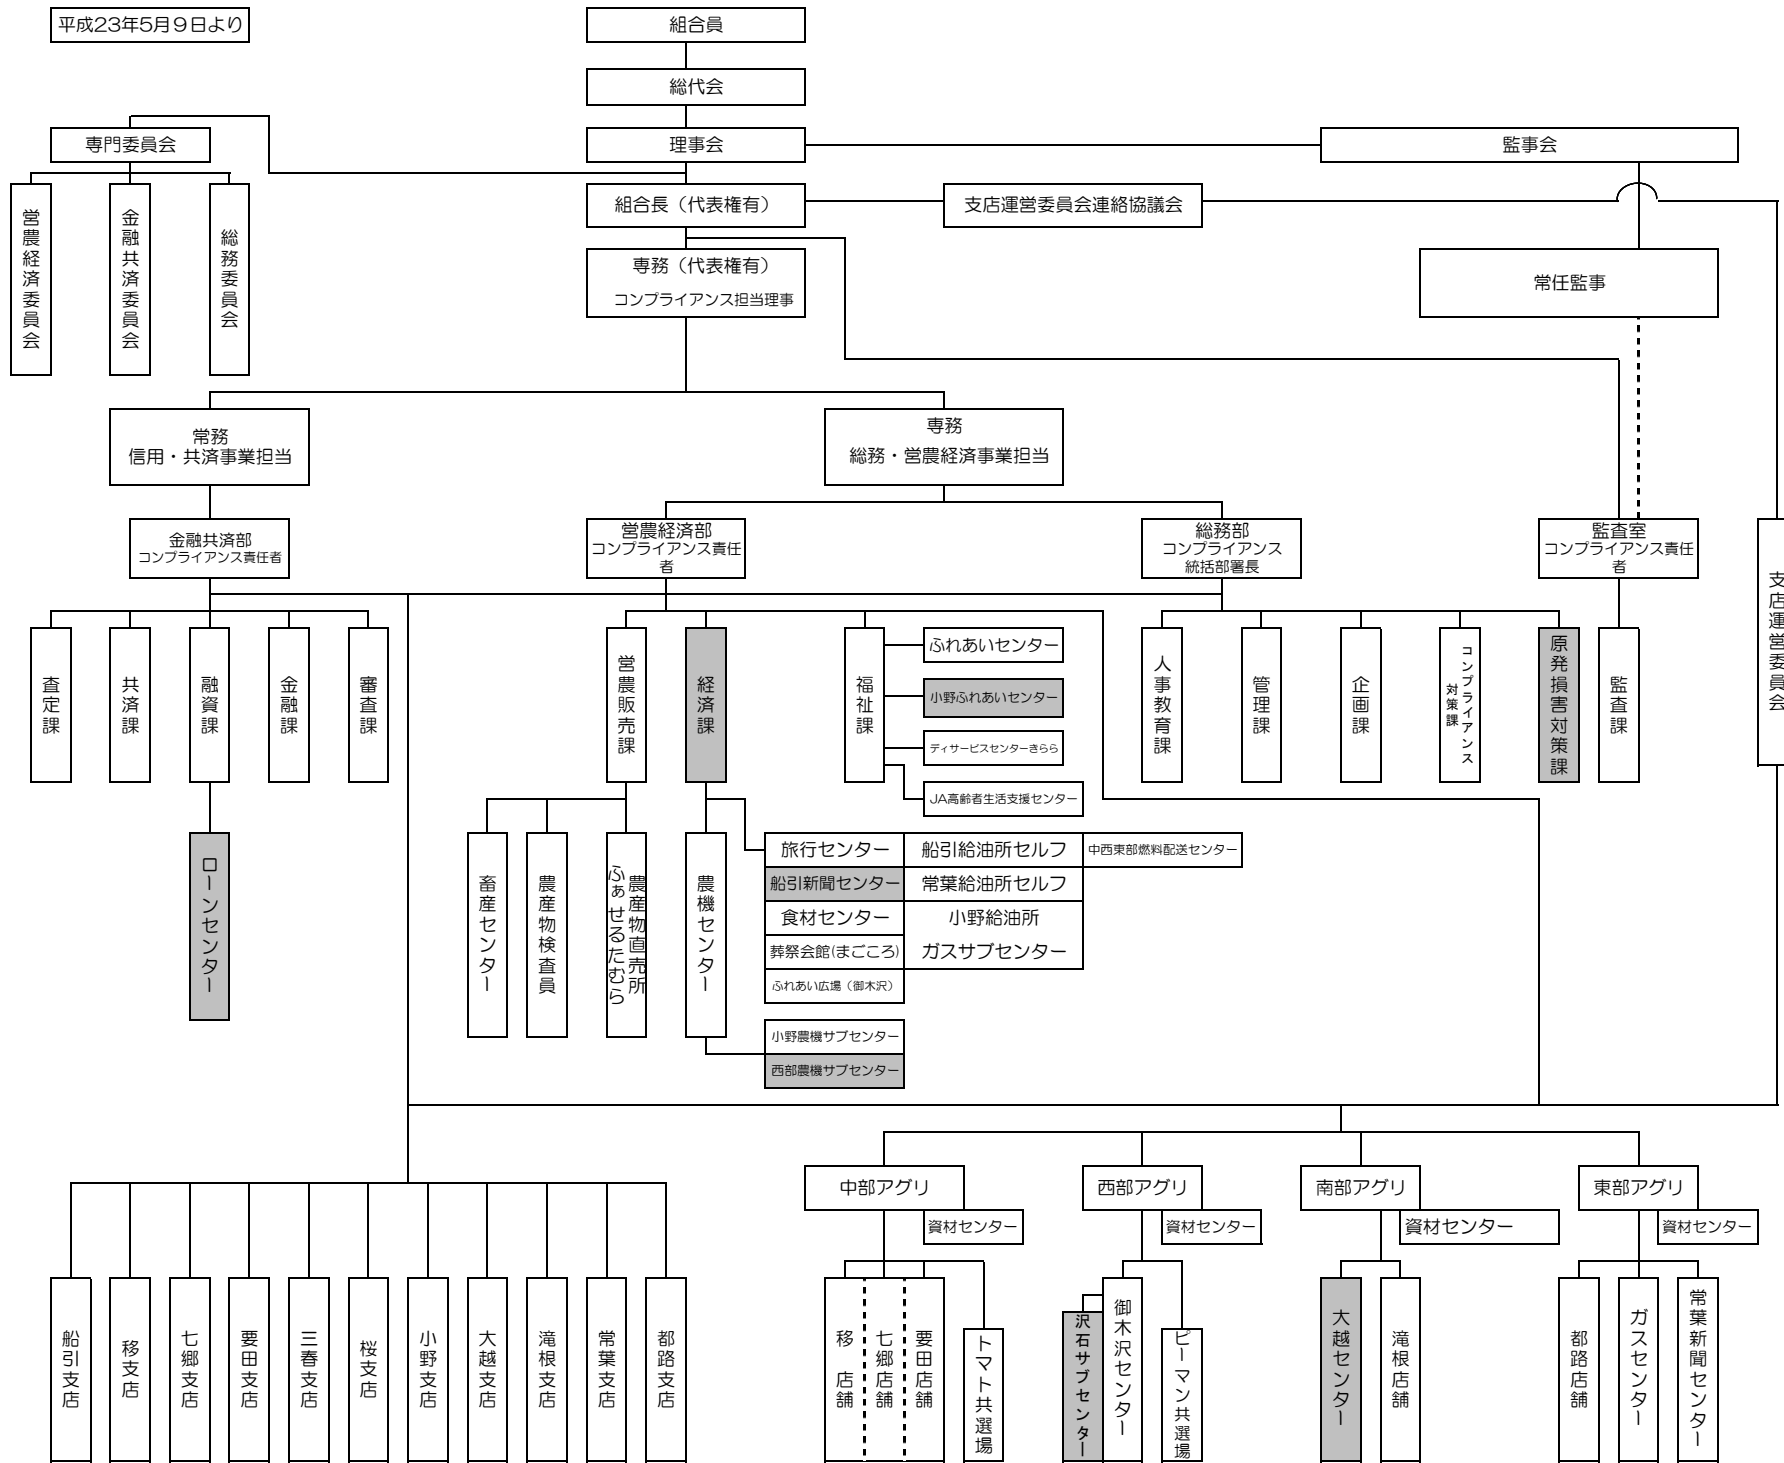 平成23年5月9日より
組合員
総代会
専門委員会
理事会
監事会
営農経済委員会
金融共済委員会
総務委員会
組合長（代表権有）
支店運営委員会連絡協議会
専務（代表権有）
コンプライアンス担当理事
常任監事
常務
信用・共済事業担当
専務
総務・営農経済事業担当
金融共済部
コンプライアンス責任者
営農経済部
コンプライアンス責任
者
総務部
コンプライアンス
統括部署長
監査室
コンプライアンス責任
者
支店運営委員会
査定課
共済課
融資課
金融課
審査課
営農販売課
経済課
福祉課
ふれあいセンター
小野ふれあいセンター
ディサービスセンターきらら
JA高齢者生活支援センター
人事教育課
管理課
企画課
コンプライアンス
対策課
原発損害対策課
監査課
ローンセンター
畜産センター
農産物検査員
農産物直売所
ふぁせるたむら
農機センター
旅行センター
船引給油所セルフ
中西東部燃料配送センター
船引新聞センター
常葉給油所セルフ
食材センター
小野給油所
葬祭会館(まごころ)
ガスサブセンター
ふれあい広場（御木沢）
小野農機サブセンター
西部農機サブセンター
中部アグリ
資材センター
西部アグリ
資材センター
南部アグリ
資材センター
東部アグリ
資材センター
船引支店
移支店
七郷支店
要田支店
三春支店
桜支店
小野支店
大越支店
滝根支店
常葉支店
都路支店
移　店舗
七郷店舗
要田店舗
トマト共選場
沢石サブセンター
御木沢センター
ピーマン共選場
大越センター
滝根店舗
都路店舗
ガスセンター
常葉新聞センター